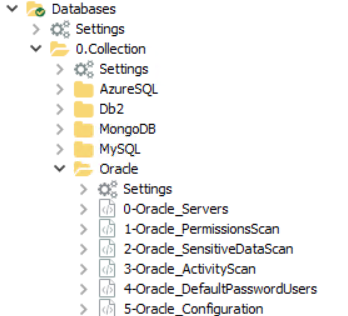 Databases
Settings
0.Collection
Settings
AzureSQL
Db2
MongoDB
MySQL
Oracle
Settings
0-Oracle_Servers
1-Oracle_PermissionsScan
2-Oracle_SensitiveDataScan
3-Oracle_ActivityScan
4-Oracle_DefaultPasswordUsers
5-Oracle_Configuration